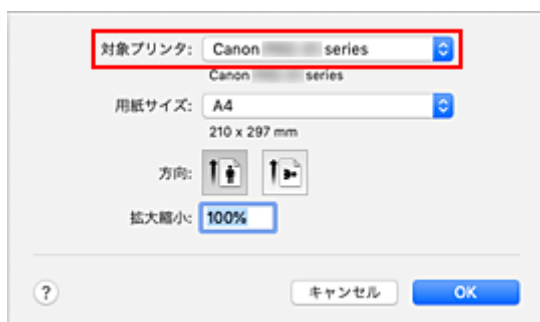 対象プリンタ: Canon series
Canon series
用紙サイズ: A4
210 x 297 mm
方向:
拡大縮小: 100%
?
キャンセル
OK